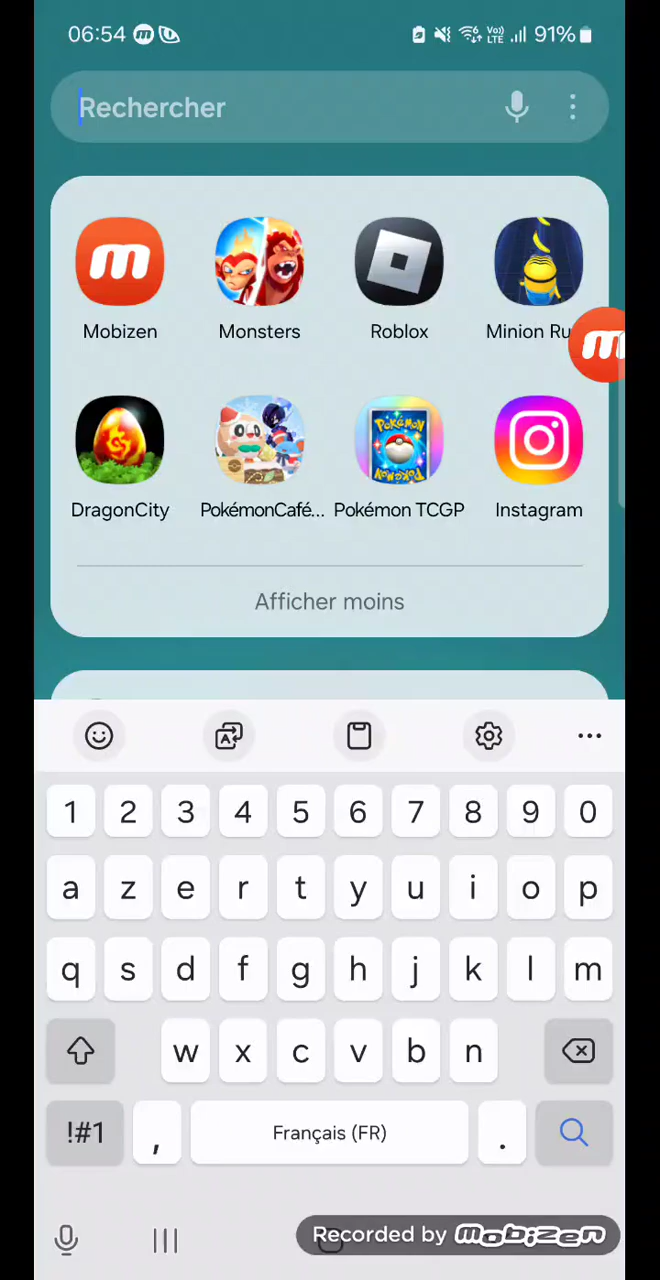 06:54 91%
Rechercher
Mobizen Monsters Roblox Minion Ru
DragonCity PokémonCafé... Pokémon TCGP Instagram
Afficher moins
1 2 3 4 5 6 7 8 9 0
a z e r t y u i o p
q s d f g h j k l m
w x c v b n
!#1 , Français (FR) .
Recorded by mobizen